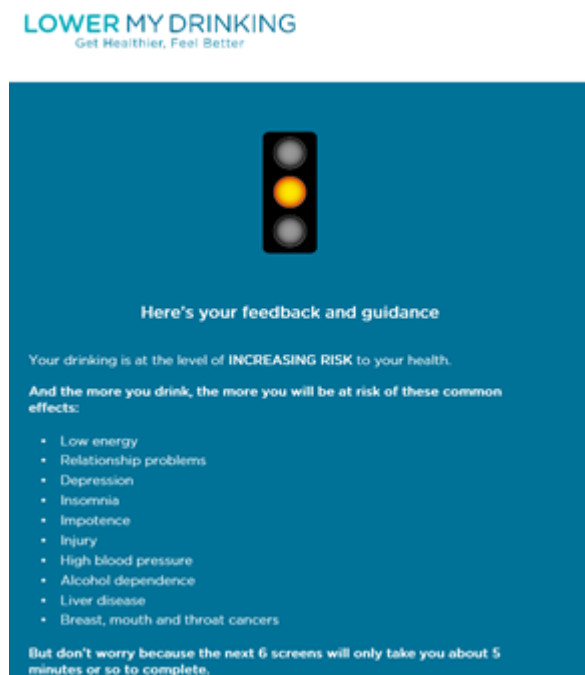 LOWER MY DRINKING
Get Healthier, Feel Better
Here's your feedback and guidance
Your drinking is at the level of INCREASING RISK to your health.
And the more you drink, the more you will be at risk of these common
effects:
• Low energy
• Relationship problems
• Depression
• Insomnia
• Impotence
• Injury
• High blood pressure
• Alcohol dependence
• Liver disease
• Breast, mouth and throat cancers
But don't worry because the next 6 screens will only take you about 5
minutes or so to complete.